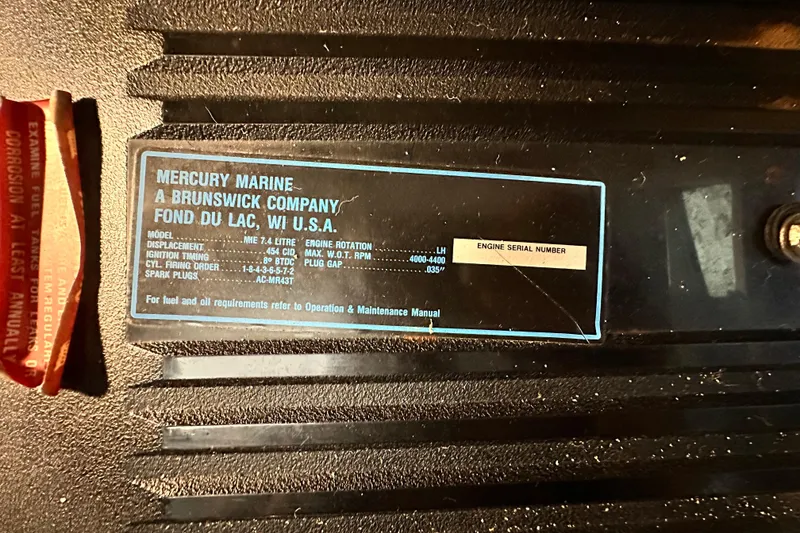 MERCURY MARINE
A BRUNSWICK COMPANY
FOND DU LAC, WI U.S.A.
MODEL ............ MIE 7.4 LITRE
DISPLACEMENT ............ 454 CID
IGNITION TIMING ............ 8º BTDC
CYL. FIRING ORDER ...... 1-8-4-3-6-5-7-2
SPARK PLUGS ............ AC-MR43T
ENGINE ROTATION ............ LH
MAX. W.O.T. RPM ............ 4000-4400
PLUG GAP ............ .035"
ENGINE SERIAL NUMBER
For fuel and oil requirements refer to Operation & Maintenance Manual
EXAMINE FUEL TANKS FOR LEAKS O
CORROSION AT LEAST ANNUALLY